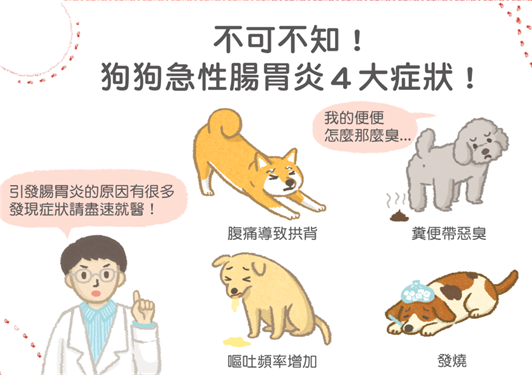 不可不知！
狗狗急性腸胃炎４大症狀！
我的便便
怎麼那麼臭...
引發腸胃炎的原因有很多
發現症狀請盡速就醫！
腹痛導致拱背
糞便帶惡臭
嘔吐頻率增加
發燒